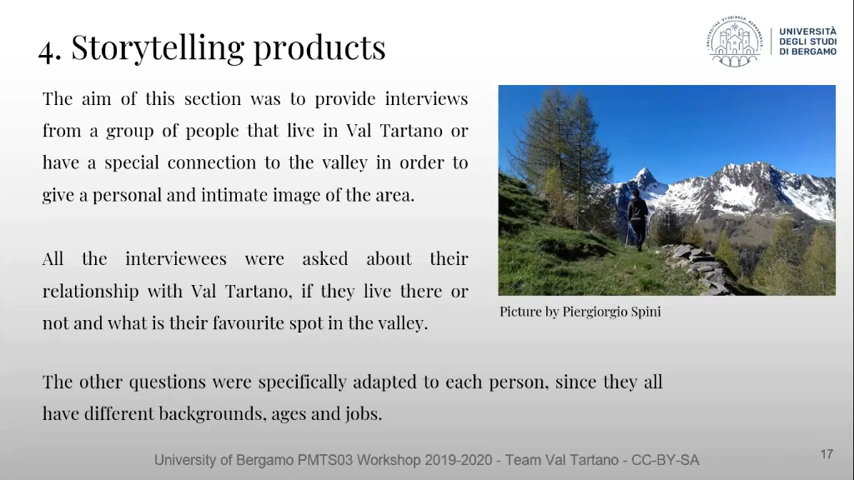 4. Storytelling products
UNIVERSITÀ
DEGLI STUDI
DI BERGAMO
The aim of this section was to provide interviews
from a group of people that live in Val Tartano or
have a special connection to the valley in order to
give a personal and intimate image of the area.
All the interviewees were asked about their
relationship with Val Tartano, if they live there or
not and what is their favourite spot in the valley.
Picture by Piergiorgio Spini
The other questions were specifically adapted to each person, since they all
have different backgrounds, ages and jobs.
University of Bergamo PMTS03 Workshop 2019-2020 - Team Val Tartano - CC-BY-SA
17